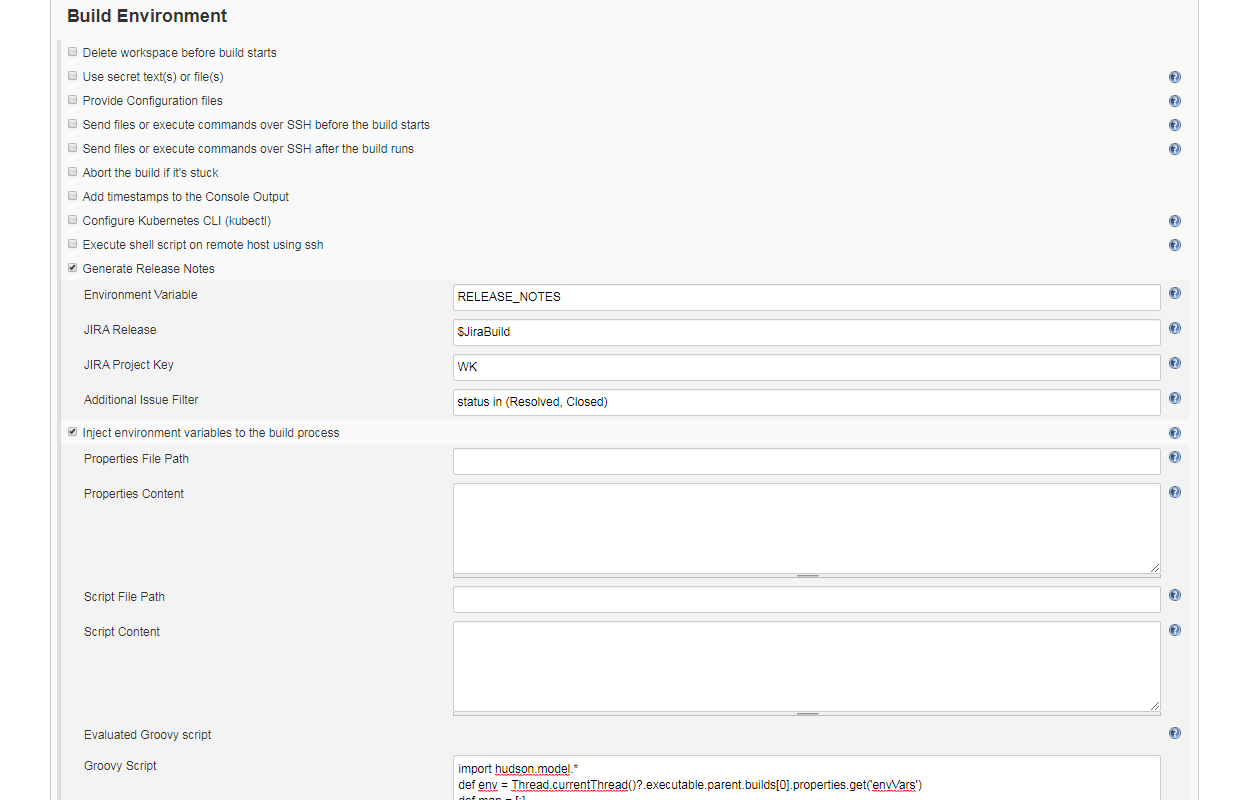 Build Environment
Delete workspace before build starts
Use secret text(s) or file(s)
Provide Configuration files
Send files or execute commands over SSH before the build starts
Send files or execute commands over SSH after the build runs
Abort the build if it's stuck
Add timestamps to the Console Output
Configure Kubernetes CLI (kubectl)
Execute shell script on remote host using ssh
Generate Release Notes
Environment Variable RELEASE_NOTES
JIRA Release $JiraBuild
JIRA Project Key WK
Additional Issue Filter status in (Resolved, Closed)
Inject environment variables to the build process
Properties File Path
Properties Content
Script File Path
Script Content
Evaluated Groovy script
Groovy Script import hudson.model.*
def env = Thread.currentThread()?.executable.parent.builds[0].properties.get('envVars')
def map = [:]